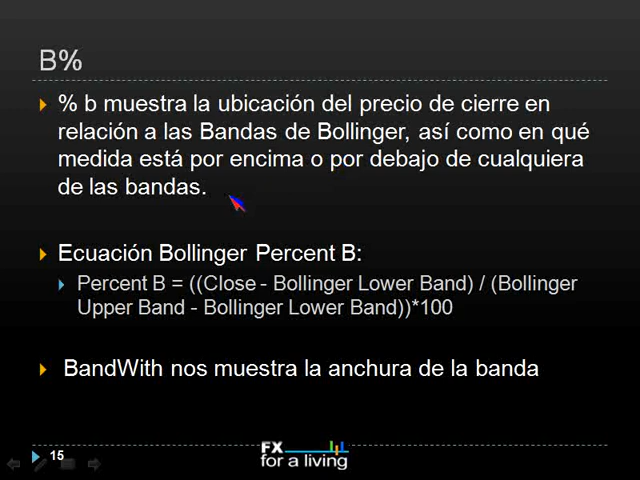 B%
% b muestra la ubicación del precio de cierre en
relación a las Bandas de Bollinger, así como en qué
medida está por encima o por debajo de cualquiera
de las bandas.
Ecuación Bollinger Percent B:
Percent B = ((Close - Bollinger Lower Band) / (Bollinger
Upper Band - Bollinger Lower Band))*100
BandWith nos muestra la anchura de la banda
15
FX
for a living